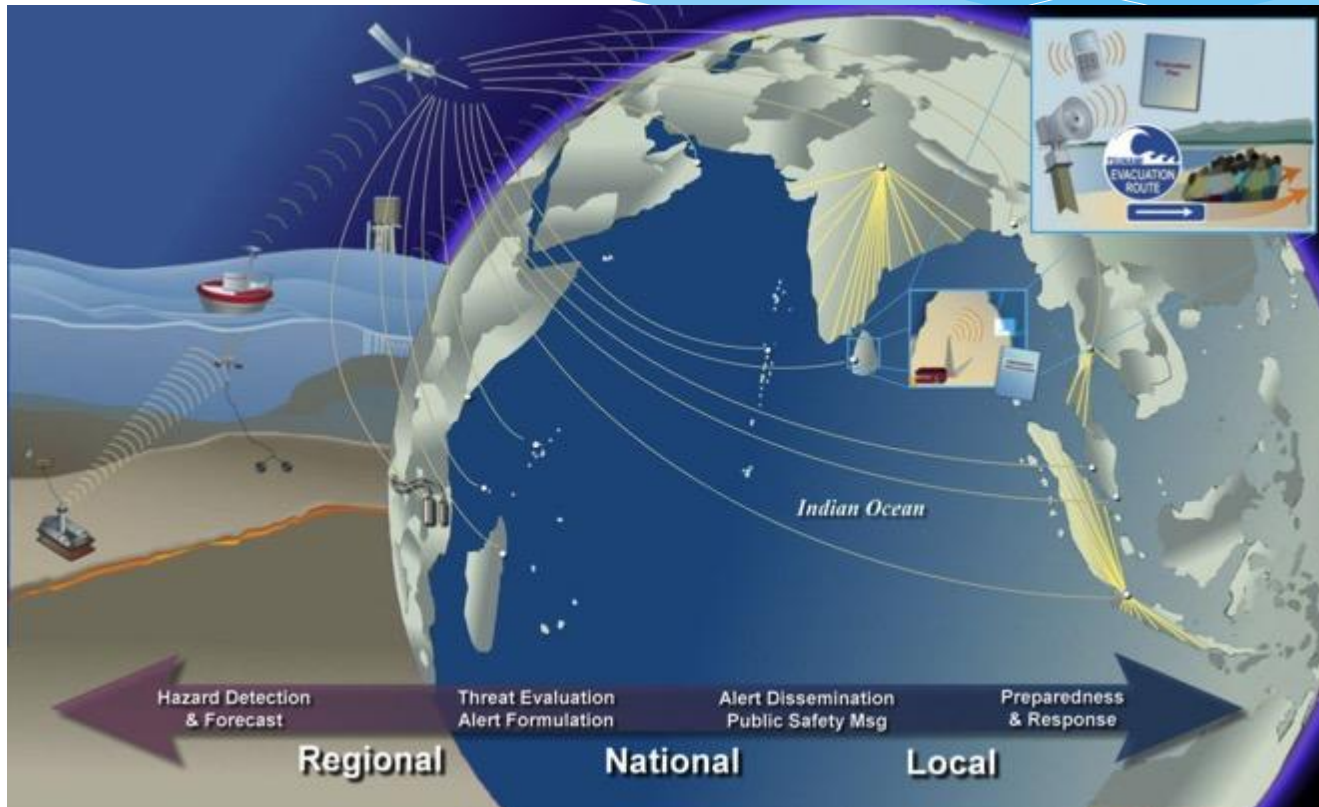 EVACUATION
ROUTE
Indian Ocean
Hazard Detection
& Forecast
Threat Evaluation
Alert Formulation
Alert Dissemination
Public Safety Msg
Preparedness
& Response
Regional
National
Local